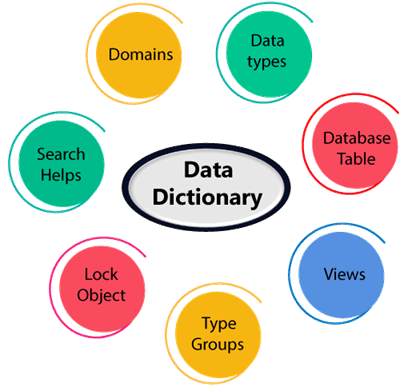 Domains
Data
types
Database
Table
Views
Type
Groups
Lock
Object
Search
Helps
Data
Dictionary